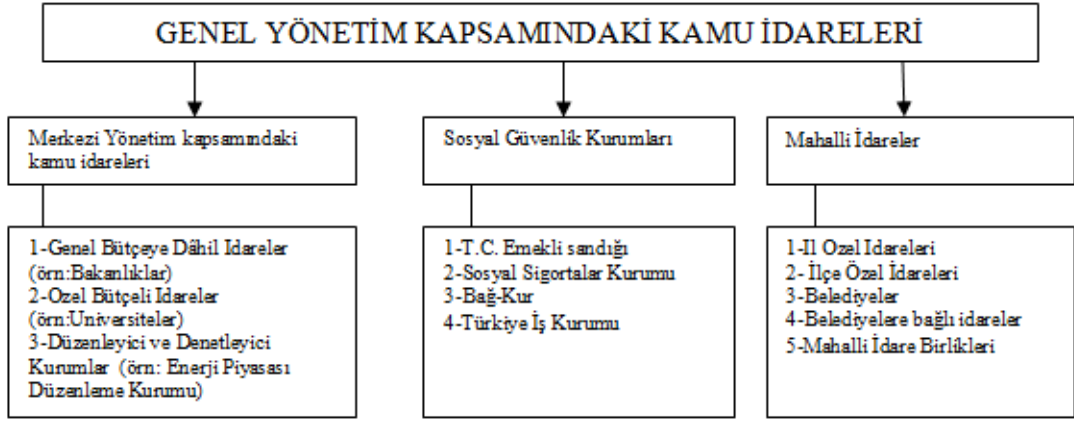 GENEL YÖNETİM KAPSAMINDAKİ KAMU İDARELERİ
Merkezi Yönetim kapsamındaki
kamu idareleri
Sosyal Güvenlik Kurumları
Mahalli İdareler
1-Genel Bütçeye Dâhil Idareler
(örn:Bakanlıklar)
2-Ozel Bütçeli Idareler
(örn:Universiteler)
3-Düzenleyici ve Denetleyici
Kurumlar (örn: Enerji Piyasası
Düzenleme Kurumu)
1-T.C. Emekli sandığı
2-Sosyal Sigortalar Kurumu
3-Bağ-Kur
4-Türkiye İş Kurumu
1-Il Ozel Idareleri
2- İlçe Özel İdareleri
3-Belediyeler
4-Belediyelere bağlı idareler
5-Mahalli İdare Birlikleri